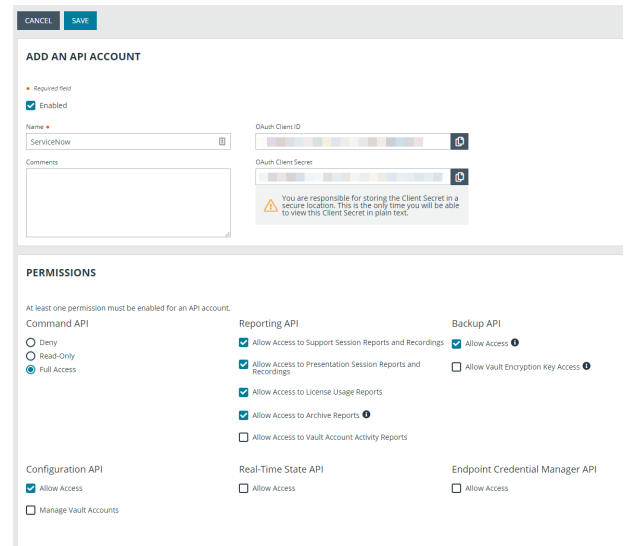 CANCEL SAVE
ADD AN API ACCOUNT
• Required field
Enabled
Name •
ServiceNow
Comments
OAuth Client ID
OAuth Client Secret
You are responsible for storing the Client Secret in a
secure location. This is the only time you will be able
to view this Client Secret in plain text.
PERMISSIONS
At least one permission must be enabled for an API account.
Command API
Deny
Read-Only
Full Access
Reporting API
Allow Access to Support Session Reports and Recordings
Allow Access to Presentation Session Reports and
Recordings
Allow Access to License Usage Reports
Allow Access to Archive Reports
Allow Access to Vault Account Activity Reports
Backup API
Allow Access
Allow Vault Encryption Key Access
Configuration API
Allow Access
Manage Vault Accounts
Real-Time State API
Allow Access
Endpoint Credential Manager API
Allow Access